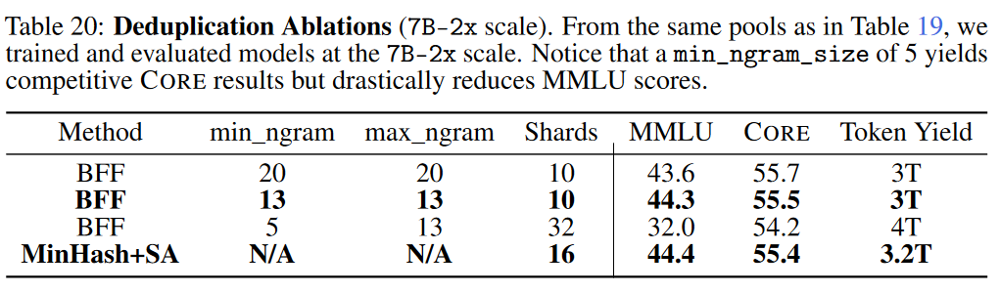 Table 20: Deduplication Ablations (7B-2x scale). From the same pools as in Table 19, we
trained and evaluated models at the 7B-2x scale. Notice that a min_ngram_size of 5 yields
competitive CORE results but drastically reduces MMLU scores.
Method min_ngram max_ngram Shards MMLU CORE Token Yield
BFF 20 20 10 43.6 55.7 3T
BFF 13 13 10 44.3 55.5 3T
BFF 5 13 32 32.0 54.2 4T
MinHash+SA N/A N/A 16 44.4 55.4 3.2T